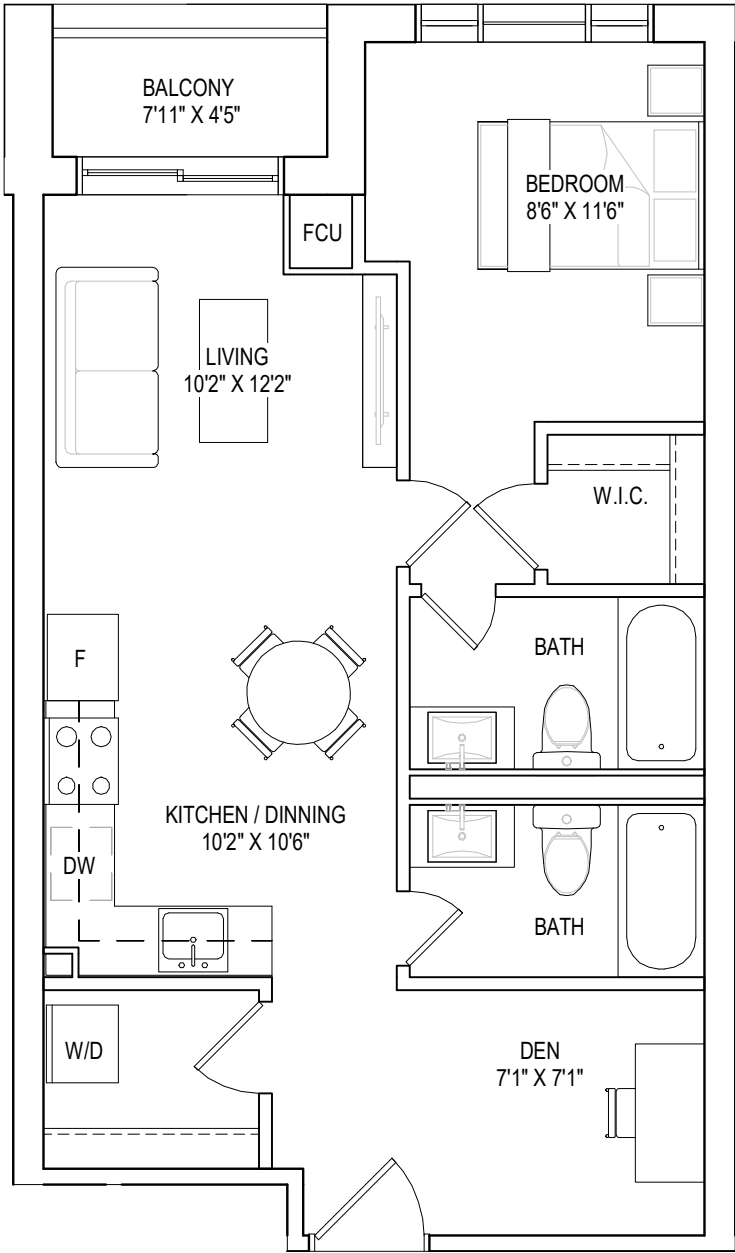 BALCONY
7'11" X 4'5"
BEDROOM
8'6" X 11'6"
FCU
LIVING
10'2" X 12'2"
W.I.C.
BATH
F
KITCHEN / DINNING
10'2" X 10'6"
DW
BATH
W/D
DEN
7'1" X 7'1"